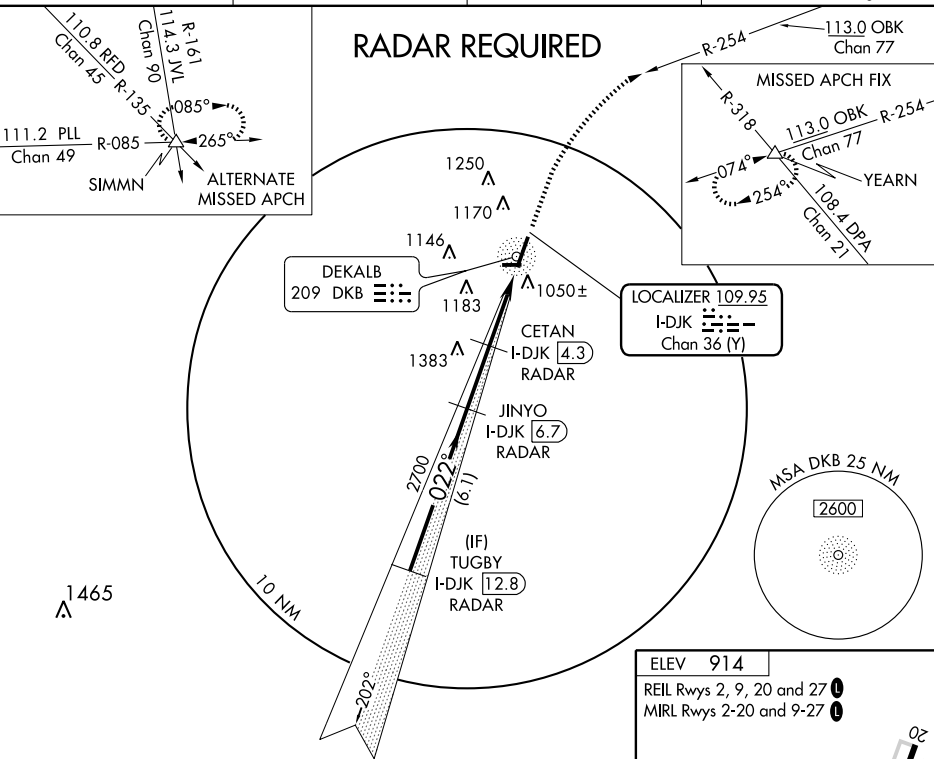 RADAR REQUIRED
110.8 RFD
Chan 45
R-135
R-161
114.3 JVL
Chan 90
085°
265°
111.2 PLL
Chan 49
R-085
SIMMN
ALTERNATE
MISSED APCH
R-254
113.0 OBK
Chan 77
MISSED APCH FIX
R-318
113.0 OBK
Chan 77
R-254
074°
254°
YEARN
108.4 DPA
Chan 21
1250
1170
1146
1183
1050±
1383
DEKALB
209 DKB
LOCALIZER 109.95
I-DJK
Chan 36 (Y)
CETAN
I-DJK 4.3
RADAR
JINYO
I-DJK 6.7
RADAR
2700
022°
(6.1)
(IF)
TUGBY
I-DJK 12.8
RADAR
10 NM
202°
1465
MSA DKB 25 NM
2600
ELEV 914
REIL Rwys 2, 9, 20 and 27 L
MIRL Rwys 2-20 and 9-27 L
20